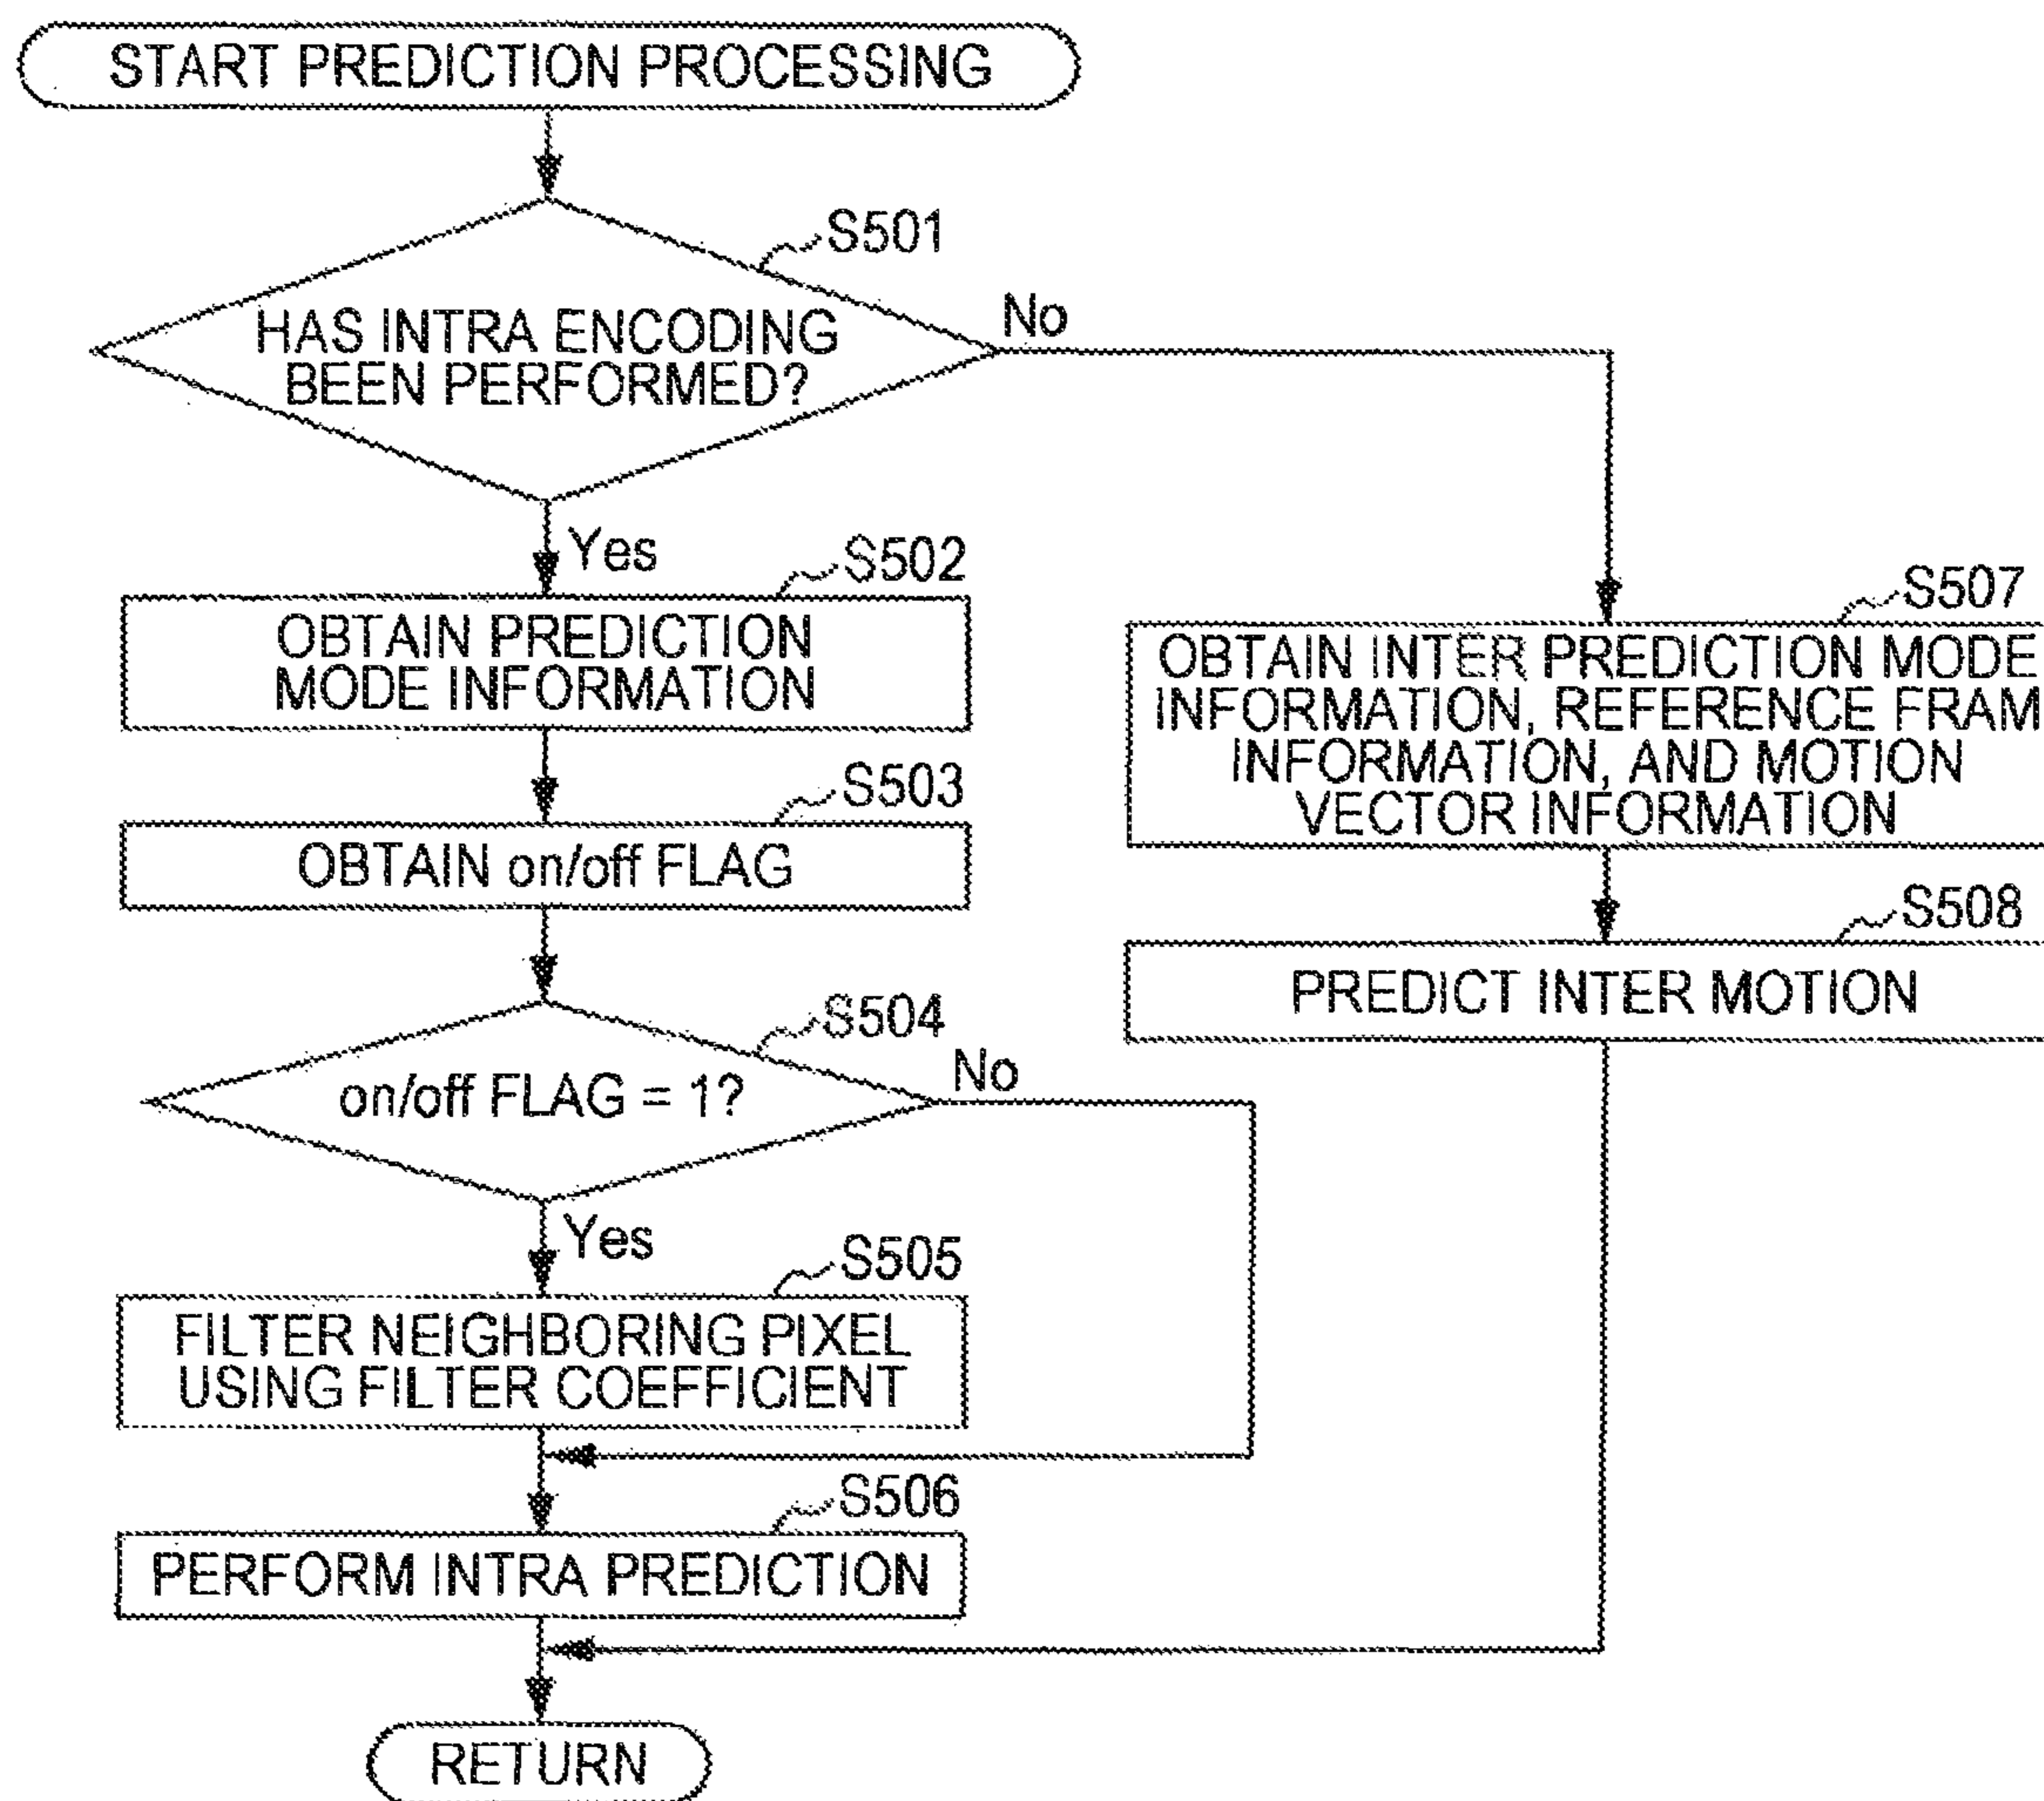 START PREDICTION PROCESSING
S501
HAS INTRA ENCODING
BEEN PERFORMED?
No
Yes
S502
OBTAIN PREDICTION
MODE INFORMATION
S503
OBTAIN on/off FLAG
S504
on/off FLAG = 1?
No
Yes
S505
FILTER NEIGHBORING PIXEL
USING FILTER COEFFICIENT
S506
PERFORM INTRA PREDICTION
S507
OBTAIN INTER PREDICTION MODE
INFORMATION, REFERENCE FRAM
INFORMATION, AND MOTION
VECTOR INFORMATION
S508
PREDICT INTER MOTION
RETURN